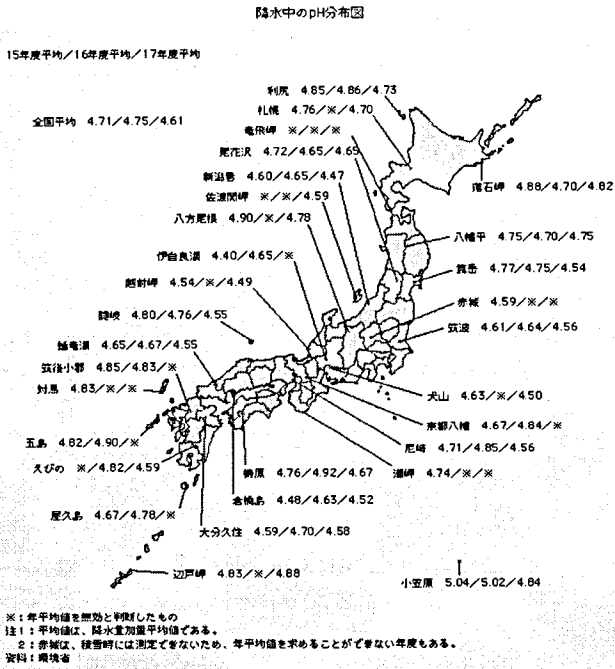 降水中のpH分布図
15年度平均/16年度平均/17年度平均
全国平均 4.71/4.75/4.61
利尻 4.85/4.86/4.73
札幌 4.76/※/4.70
竜飛岬 ※/※/※
尾花沢 4.72/4.65/4.65
新潟巻 4.60/4.65/4.47
佐渡関岬 ※/※/4.59
八方尾根 4.90/※/4.78
伊自良湖 4.40/4.65/※
越前岬 4.54/※/4.49
隠岐 4.80/4.76/4.55
蟠竜湖 4.65/4.67/4.55
筑後小郡 4.85/4.83/※
対馬 4.83/※/※
五島 4.82/4.90/※
えびの ※/4.82/4.59
屋久島 4.67/4.78/※
辺戸岬 4.83/※/4.88
落石岬 4.88/4.70/4.82
八幡平 4.75/4.70/4.75
箟岳 4.77/4.75/4.54
赤城 4.59/※/※
筑波 4.61/4.64/4.56
犬山 4.63/※/4.50
京都八幡 4.67/4.84/※
尼崎 4.71/4.85/4.56
潮岬 4.74/※/※
梼原 4.76/4.92/4.67
倉橋島 4.48/4.63/4.52
大分久住 4.59/4.70/4.58
小笠原 5.04/5.02/4.84
※:年平均値を無効と判断したもの
注1:平均値は、降水量加重平均値である。
2:赤城は、積雪時には測定できないため、年平均値を求めることができない年度もある。
資料:環境省